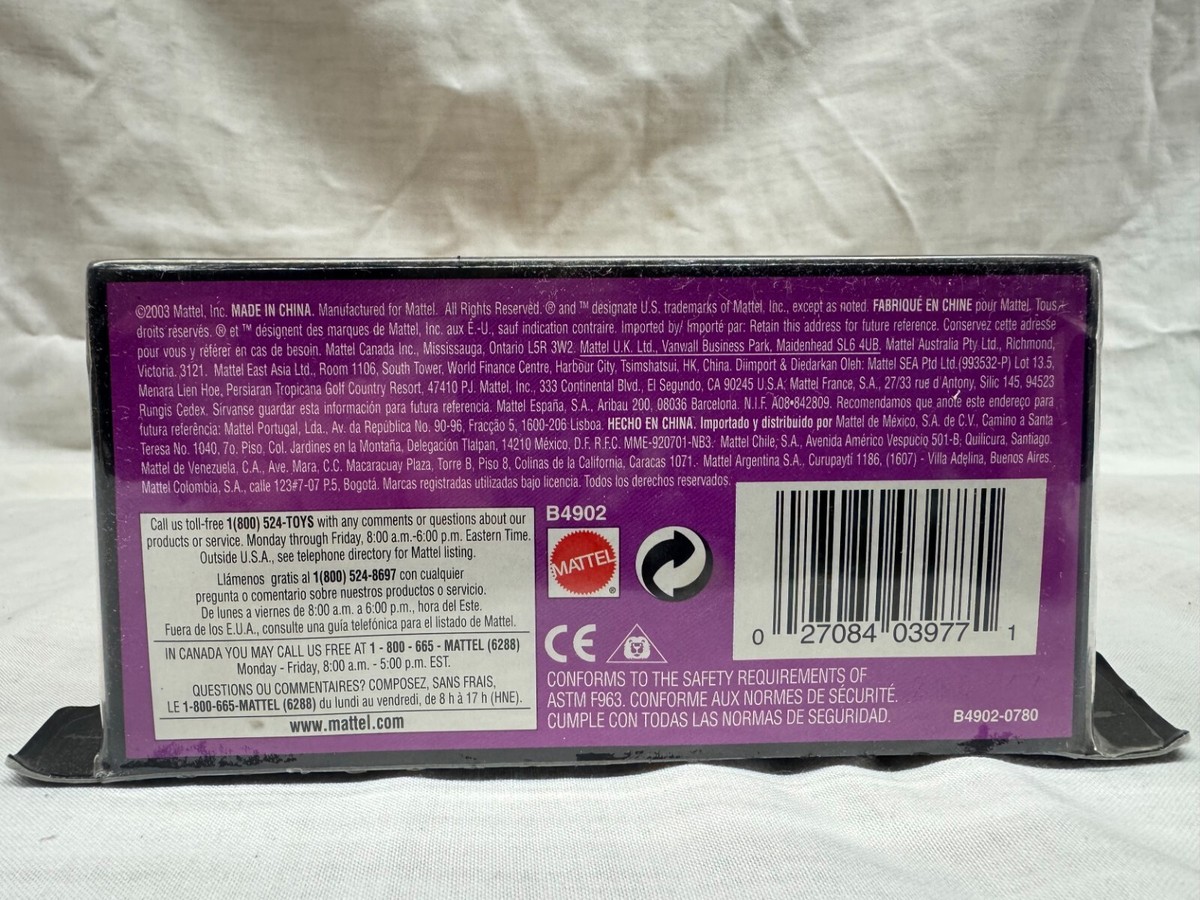 ©2003 Mattel, Inc. MADE IN CHINA. Manufactured for Mattel. All Rights Reserved. ® and ™ designate U.S. trademarks of Mattel, Inc., except as noted. FABRIQUÉ EN CHINE pour Mattel. Tous
droits réservés. ® et ™ désignent des marques de Mattel, Inc. aux É.-U., sauf indication contraire. Imported by/ Importé par: Retain this address for future reference. Conservez cette adresse
pour vous y référer en cas de besoin. Mattel Canada Inc., Mississauga, Ontario L5R 3W2. Mattel U.K. Ltd., Vanwall Business Park, Maidenhead SL6 4UB. Mattel Australia Pty Ltd., Richmond,
Victoria. 3121. Mattel East Asia Ltd., Room 1106, South Tower, World Finance Centre, Harbour City, Tsimshatsui, HK, China. Diimport & Diedarkan Oleh: Mattel SEA Ptd Ltd.(993532-P) Lot 13.5,
Menara Lien Hoe, Persiaran Tropicana Golf Country Resort, 47410 PJ. Mattel, Inc., 333 Continental Blvd., El Segundo, CA 90245 U.S.A. Mattel France, S.A., 27/33 rue d'Antony, Silic 145, 94523
Rungis Cedex. Sirvanse guardar esta información para futura referencia. Mattel España, S.A., Aribau 200, 08036 Barcelona. N.I.F. A08•842809. Recomendamos que anote este endereço para
futura referência: Mattel Portugal, Lda., Av. da República No. 90-96, Fracção 5, 1600-206 Lisboa. HECHO EN CHINA. Importado y distribuido por Mattel de México, S.A. de C.V., Camino a Santa
Teresa No. 1040, 7o. Piso, Col. Jardines en la Montaña, Delegación Tlalpan, 14210 México, D.F. R.F.C. MME-920701-NB3. Mattel Chile, S.A., Avenida Américo Vespucio 501-B, Quilicura, Santiago.
Mattel de Venezuela, C.A., Ave. Mara, C.C. Macaracuay Plaza, Torre B, Piso 8, Colinas de la California, Caracas 1071. Mattel Argentina S.A., Curupaytí 1186, (1607) - Villa Adelina, Buenos Aires.
Mattel Colombia, S.A., calle 123#7-07 P.5, Bogotá. Marcas registradas utilizadas bajo licencia. Todos los derechos reservados.
Call us toll-free 1(800) 524-TOYS with any comments or questions about our
products or service. Monday through Friday, 8:00 a.m.-6:00 p.m. Eastern Time.
Outside U.S.A., see telephone directory for Mattel listing.
Llámenos gratis al 1(800) 524-8697 con cualquier
pregunta o comentario sobre nuestros productos o servicio.
De lunes a viernes de 8:00 a.m. a 6:00 p.m., hora del Este.
Fuera de los E.U.A., consulte una guía telefónica para el listado de Mattel.
IN CANADA YOU MAY CALL US FREE AT 1 - 800 - 665 - MATTEL (6288)
Monday - Friday, 8:00 a.m. - 5:00 p.m. EST.
QUESTIONS OU COMMENTAIRES? COMPOSEZ, SANS FRAIS,
LE 1-800-665-MATTEL (6288) du lundi au vendredi, de 8 h à 17 h (HNE).
www.mattel.com
B4902
MATTEL ®
CE
CONFORMS TO THE SAFETY REQUIREMENTS OF
ASTM F963. CONFORME AUX NORMES DE SÉCURITÉ.
CUMPLE CON TODAS LAS NORMAS DE SEGURIDAD.
0 27084 03977 1
B4902-0780